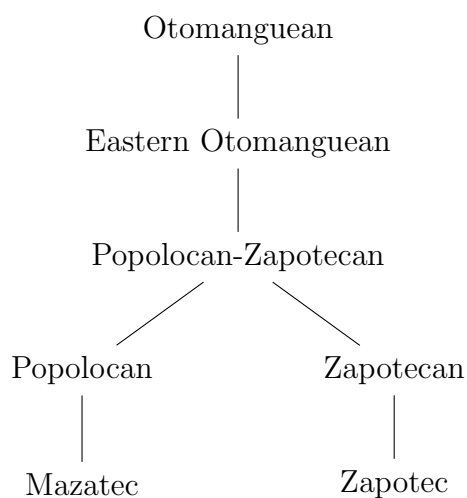 Otomanguean
Eastern Otomanguean
Popolocan-Zapotecan
Popolocan Zapotecan
Mazatec Zapotec